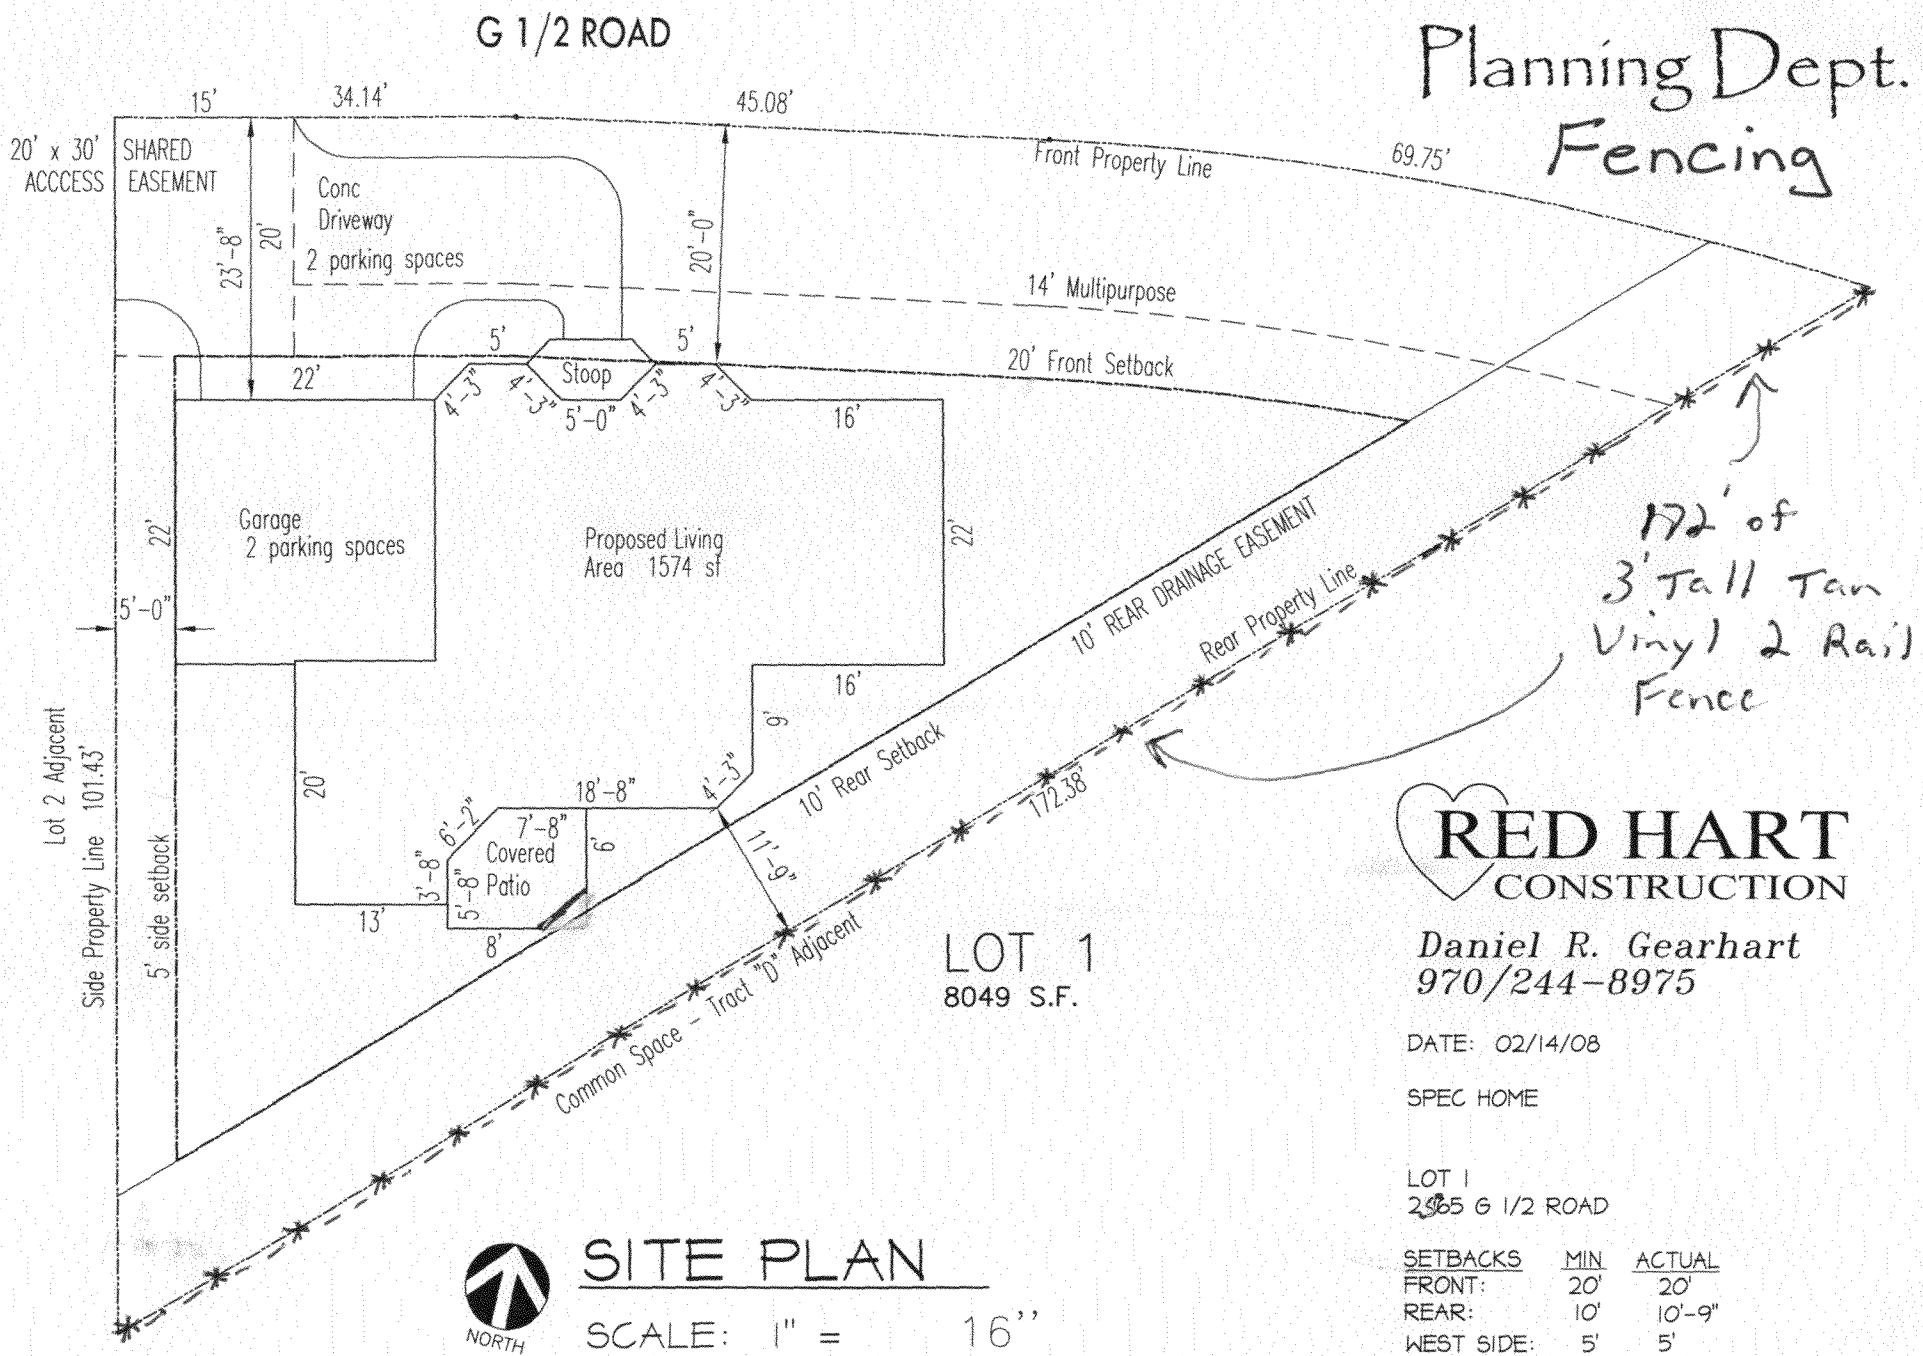 G 1/2 ROAD
Planning Dept.
Fencing
15'
34.14'
45.08'
69.75'
20' x 30' SHARED
ACCCESS EASEMENT
Front Property Line
Conc
Driveway
2 parking spaces
23'-8"
20'
20'-0"
14' Multipurpose
20' Front Setback
22'
5'
Stoop
5'
4'-3"
4'-3"
5'-0"
4'-3"
4'-3"
16'
Garage
2 parking spaces
22'
Proposed Living
Area 1574 sf
22'
5'-0"
10' REAR DRAINAGE EASEMENT
Rear Property Line
172' of
3' Tall Tan
Vinyl 2 Rail
Fence
16'
9'
4'-3"
10' Rear Setback
172.38'
Lot 2 Adjacent
Side Property Line 101.43'
5' side setback
20'
18'-8"
6'-2"
7'-8"
Covered
Patio
6'
3'-8"
5'-8"
13'
8'
11'-9"
Common Space - Tract "D" Adjacent
LOT 1
8049 S.F.
RED HART
CONSTRUCTION
Daniel R. Gearhart
970/244-8975
DATE: 02/14/08
SPEC HOME
LOT 1
G 1/2 ROAD
SETBACKS MIN ACTUAL
FRONT: 20' 20'
REAR: 10' 10'-9"
WEST SIDE: 5' 5'
NORTH
SITE PLAN
SCALE: 1" = 16''